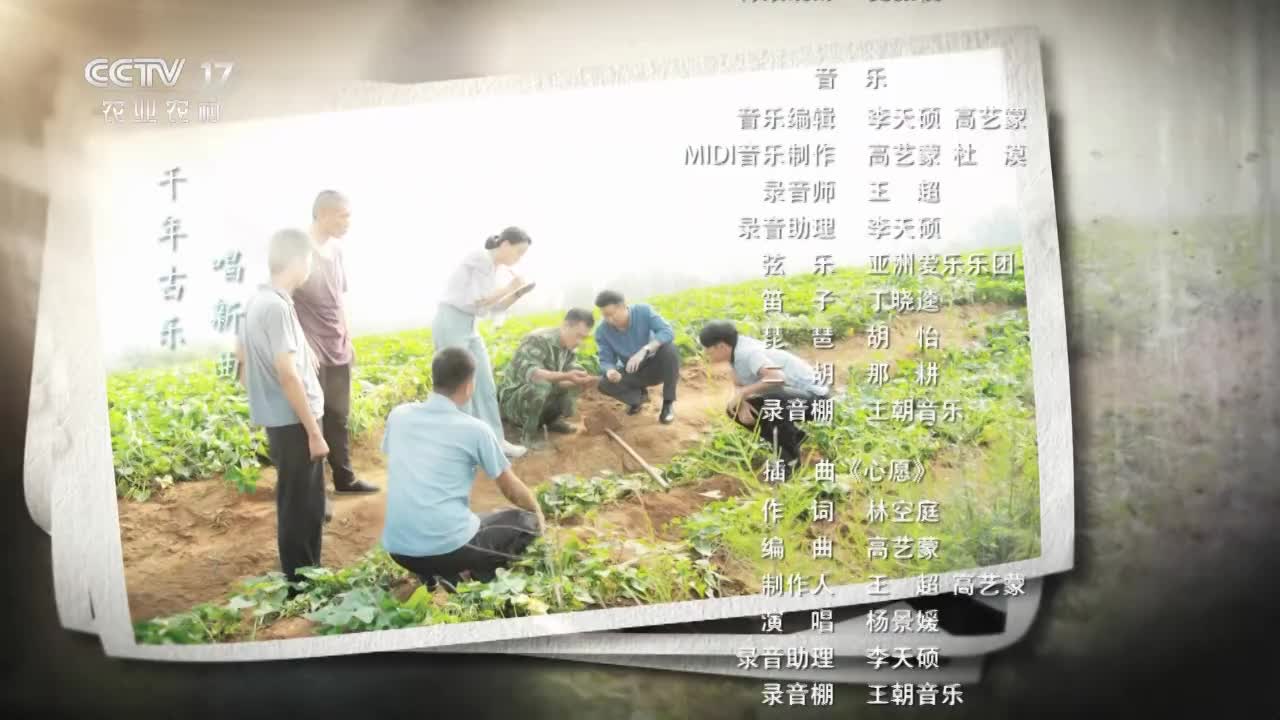 CCTV 17
农业农村
千年古乐
唱新曲
音 乐
音乐编辑 李天硕 高艺蒙
MIDI音乐制作 高艺蒙 杜 漠
录音师 王 超
录音助理 李天硕
弦 乐 亚洲爱乐乐团
笛 子 丁晓逵
琵 琶 胡 怡
二 胡 那 耕
录音棚 王朝音乐
插 曲《心愿》
作 词 林空庭
编 曲 高艺蒙
制作人 王 超 高艺蒙
演 唱 杨景媛
录音助理 李天硕
录音棚 王朝音乐